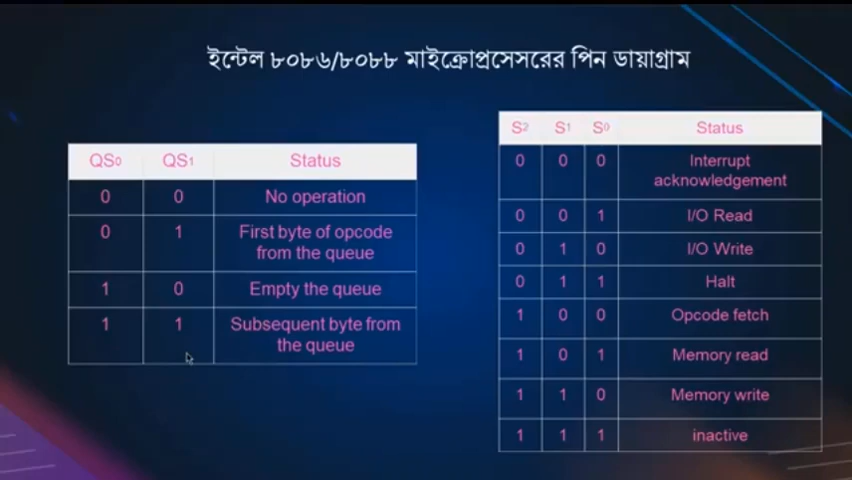 ইন্টেল ৮০৮৬/৮০৮৮ মাইক্রোপ্রসেসরের পিন ডায়াগ্রাম
QS0 QS1 Status
0 0 No operation
0 1 First byte of opcode
from the queue
1 0 Empty the queue
1 1 Subsequent byte from
the queue
S2 S1 S0 Status
0 0 0 Interrupt
acknowledgement
0 0 1 I/O Read
0 1 0 I/O Write
0 1 1 Halt
1 0 0 Opcode fetch
1 0 1 Memory read
1 1 0 Memory write
1 1 1 inactive